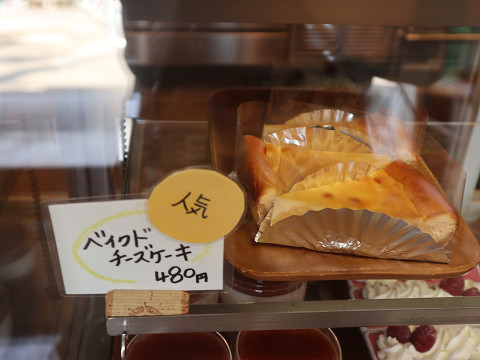 人気
ベイクド
チーズケーキ
480円